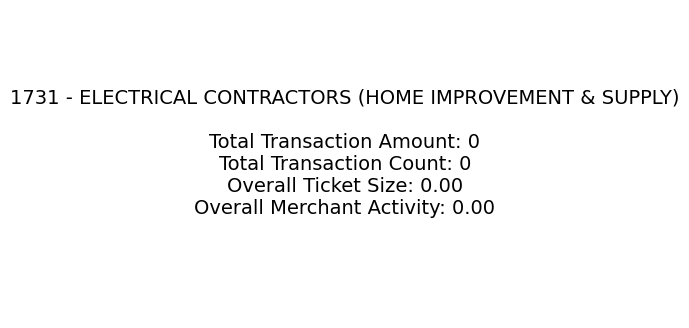 1731 - ELECTRICAL CONTRACTORS (HOME IMPROVEMENT & SUPPLY)
Total Transaction Amount: 0
Total Transaction Count: 0
Overall Ticket Size: 0.00
Overall Merchant Activity: 0.00